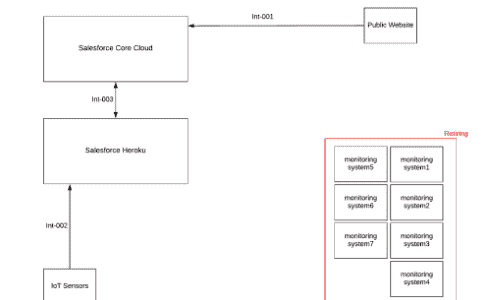 Int-001
Public Website
Salesforce Core Cloud
Int-003
Salesforce Heroku
Retiring
monitoring
system5
monitoring
system1
monitoring
system6
monitoring
system2
monitoring
system7
monitoring
system3
Int-002
monitoring
system4
IoT Sensors